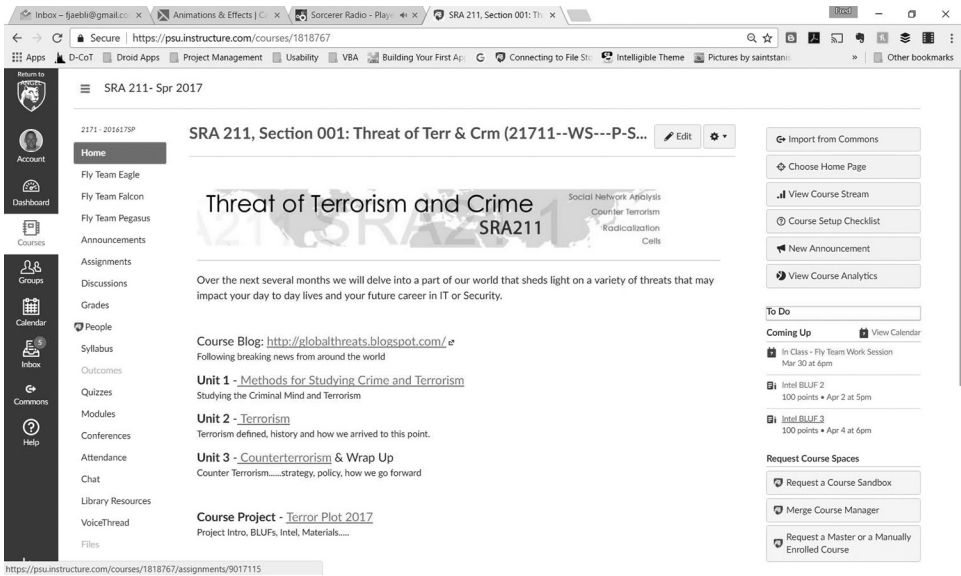 Inbox – fjaebli@gmail.co
Animations & Effects | C
Sorcerer Radio - Playe
SRA 211, Section 001: Th
Fred
Secure | https://psu.instructure.com/courses/1818767
Apps
D-CoT
Droid Apps
Project Management
Usability
VBA
Building Your First Ap
G
Connecting to File Sto
Intelligible Theme
Pictures by saintstanis
»
Other bookmarks
Return to
ANGEL
SRA 211- Spr 2017
Account
Dashboard
Courses
Groups
Calendar
5
Inbox
Commons
Help
2171 - 201617SP
Home
Fly Team Eagle
Fly Team Falcon
Fly Team Pegasus
Announcements
Assignments
Discussions
Grades
People
Syllabus
Outcomes
Quizzes
Modules
Conferences
Attendance
Chat
Library Resources
VoiceThread
Files
SRA 211, Section 001: Threat of Terr & Crm (21711--WS---P-S...
Edit
Threat of Terrorism and Crime
SRA211
SRA211
Social Network Analysis
Counter Terrorism
Radicalization
Cells
Over the next several months we will delve into a part of our world that sheds light on a variety of threats that may
impact your day to day lives and your future career in IT or Security.
Course Blog: http://globalthreats.blogspot.com/
Following breaking news from around the world
Unit 1 - Methods for Studying Crime and Terrorism
Studying the Criminal Mind and Terrorism
Unit 2 - Terrorism
Terrorism defined, history and how we arrived to this point.
Unit 3 - Counterterrorism & Wrap Up
Counter Terrorism......strategy, policy, how we go forward
Course Project - Terror Plot 2017
Project Intro, BLUFs, Intel, Materials.....
Import from Commons
Choose Home Page
View Course Stream
Course Setup Checklist
New Announcement
View Course Analytics
To Do
Coming Up
View Calendar
In Class - Fly Team Work Session
Mar 30 at 6pm
Intel BLUF 2
100 points • Apr 2 at 5pm
Intel BLUF 3
100 points • Apr 4 at 6pm
Request Course Spaces
Request a Course Sandbox
Merge Course Manager
Request a Master or a Manually
Enrolled Course
https://psu.instructure.com/courses/1818767/assignments/9017115